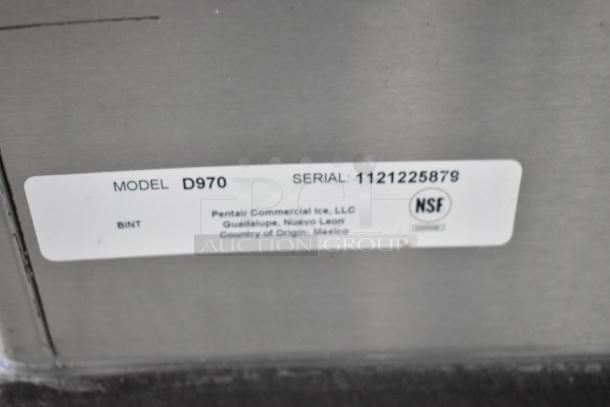 MODEL D970 SERIAL: 1121225879
BINT
Pentair Commercial Ice, LLC
Guadalupe, Nuevo Leon
Country of Origin: Mexico
NSF
AUCTION GROUP